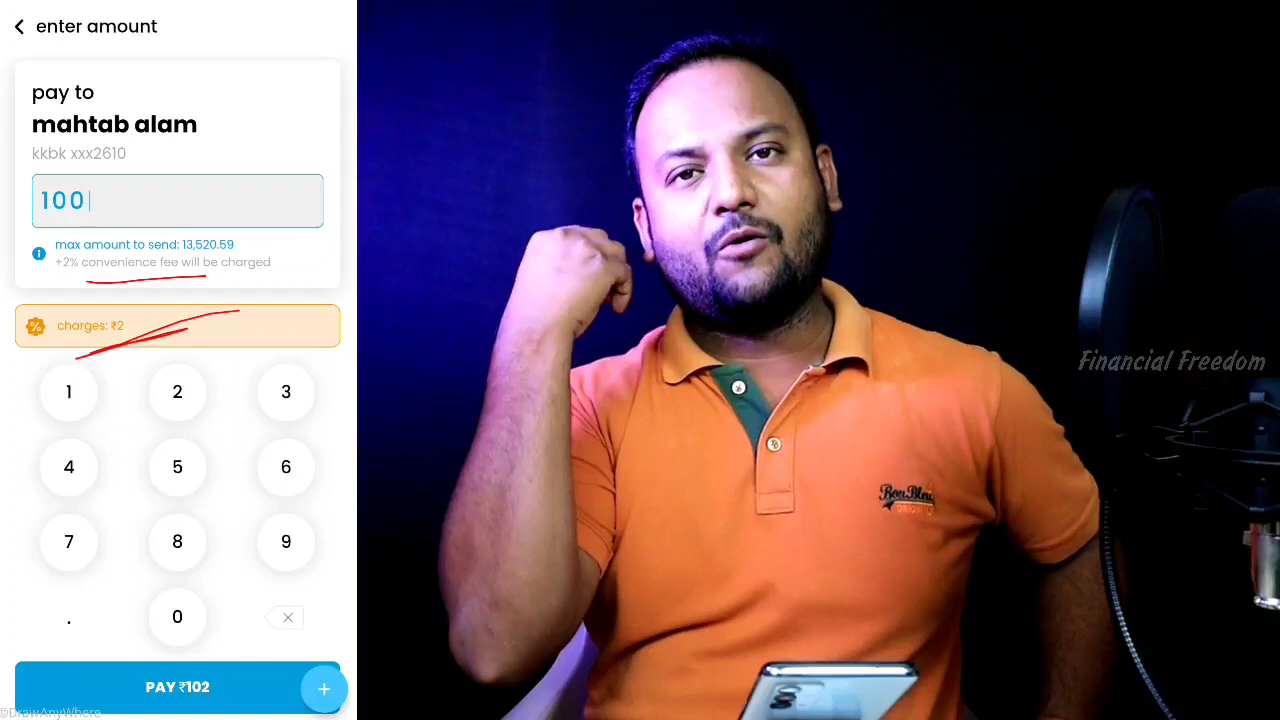 enter amount
pay to
mahtab alam
kkbk xxx2610
100
max amount to send: 13,520.59
+2% convenience fee will be charged
% charges: ₹2
1 2 3
4 5 6
7 8 9
. 0
PAY ₹102 +
©DrawAnyWhere
Financial Freedom